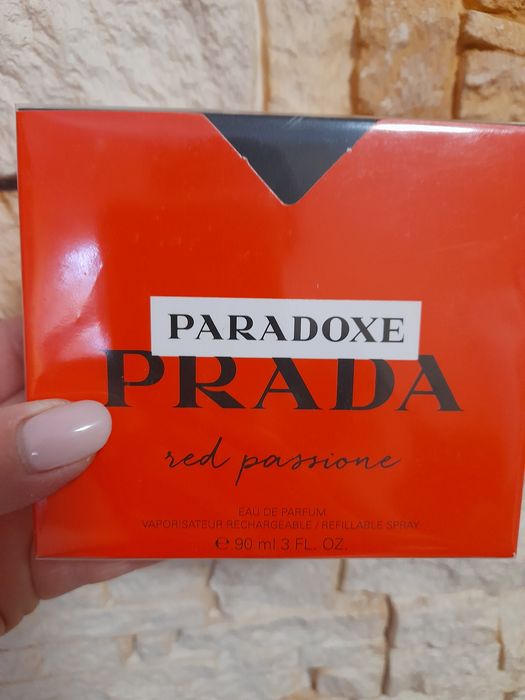 PARADOXE
PRADA
red passione
EAU DE PARFUM
VAPORISATEUR RECHARGEABLE / REFILLABLE SPRAY
℮ 90 ml 3 FL. OZ.